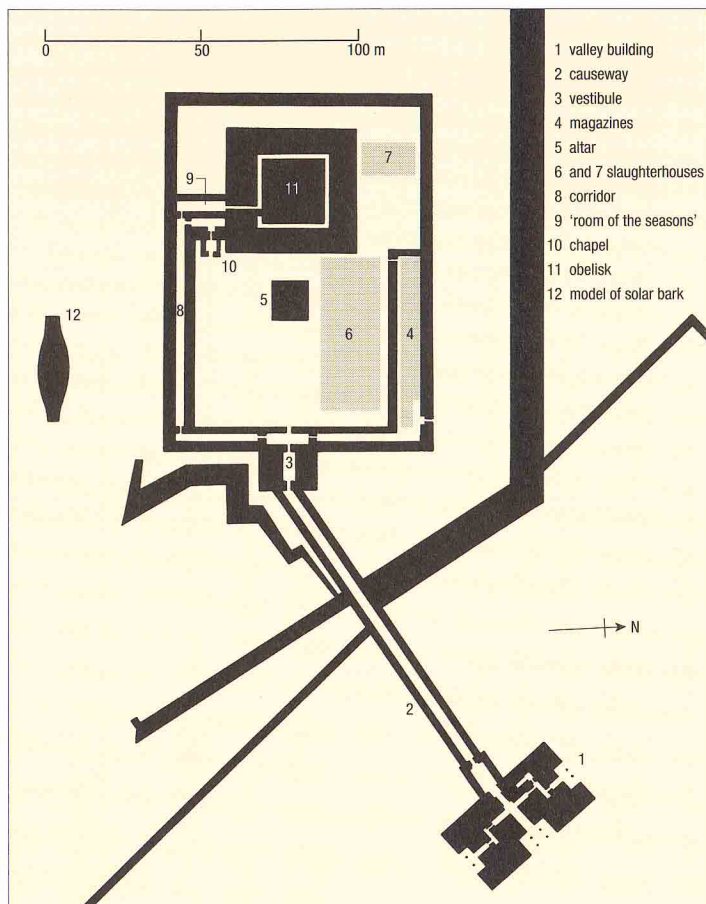 0 50 100 m
1 valley building
2 causeway
3 vestibule
4 magazines
5 altar
6 and 7 slaughterhouses
8 corridor
9 'room of the seasons'
10 chapel
11 obelisk
12 model of solar bark
7
9
11
10
5
12
8
6
4
3
N
2
1